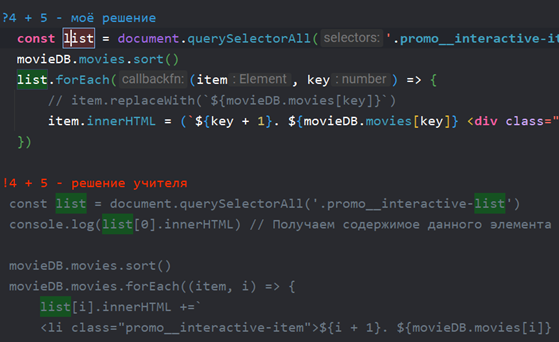 ?4 + 5 - моё решение
const list = document.querySelectorAll( selectors: '.promo__interactive-ite
movieDB.movies.sort()
list.forEach( callbackfn: (item : Element , key : number ) => {
// item.replaceWith(`${movieDB.movies[key]}`)
item.innerHTML = (`${key + 1}. ${movieDB.movies[key]} <div class="
})
!4 + 5 - решение учителя
const list = document.querySelectorAll('.promo__interactive-list')
console.log(list[0].innerHTML) // Получаем содержимое данного элемента
movieDB.movies.sort()
movieDB.movies.forEach((item, i) => {
list[i].innerHTML +=`
<li class="promo__interactive-item">${i + 1}. ${movieDB.movies[i]}